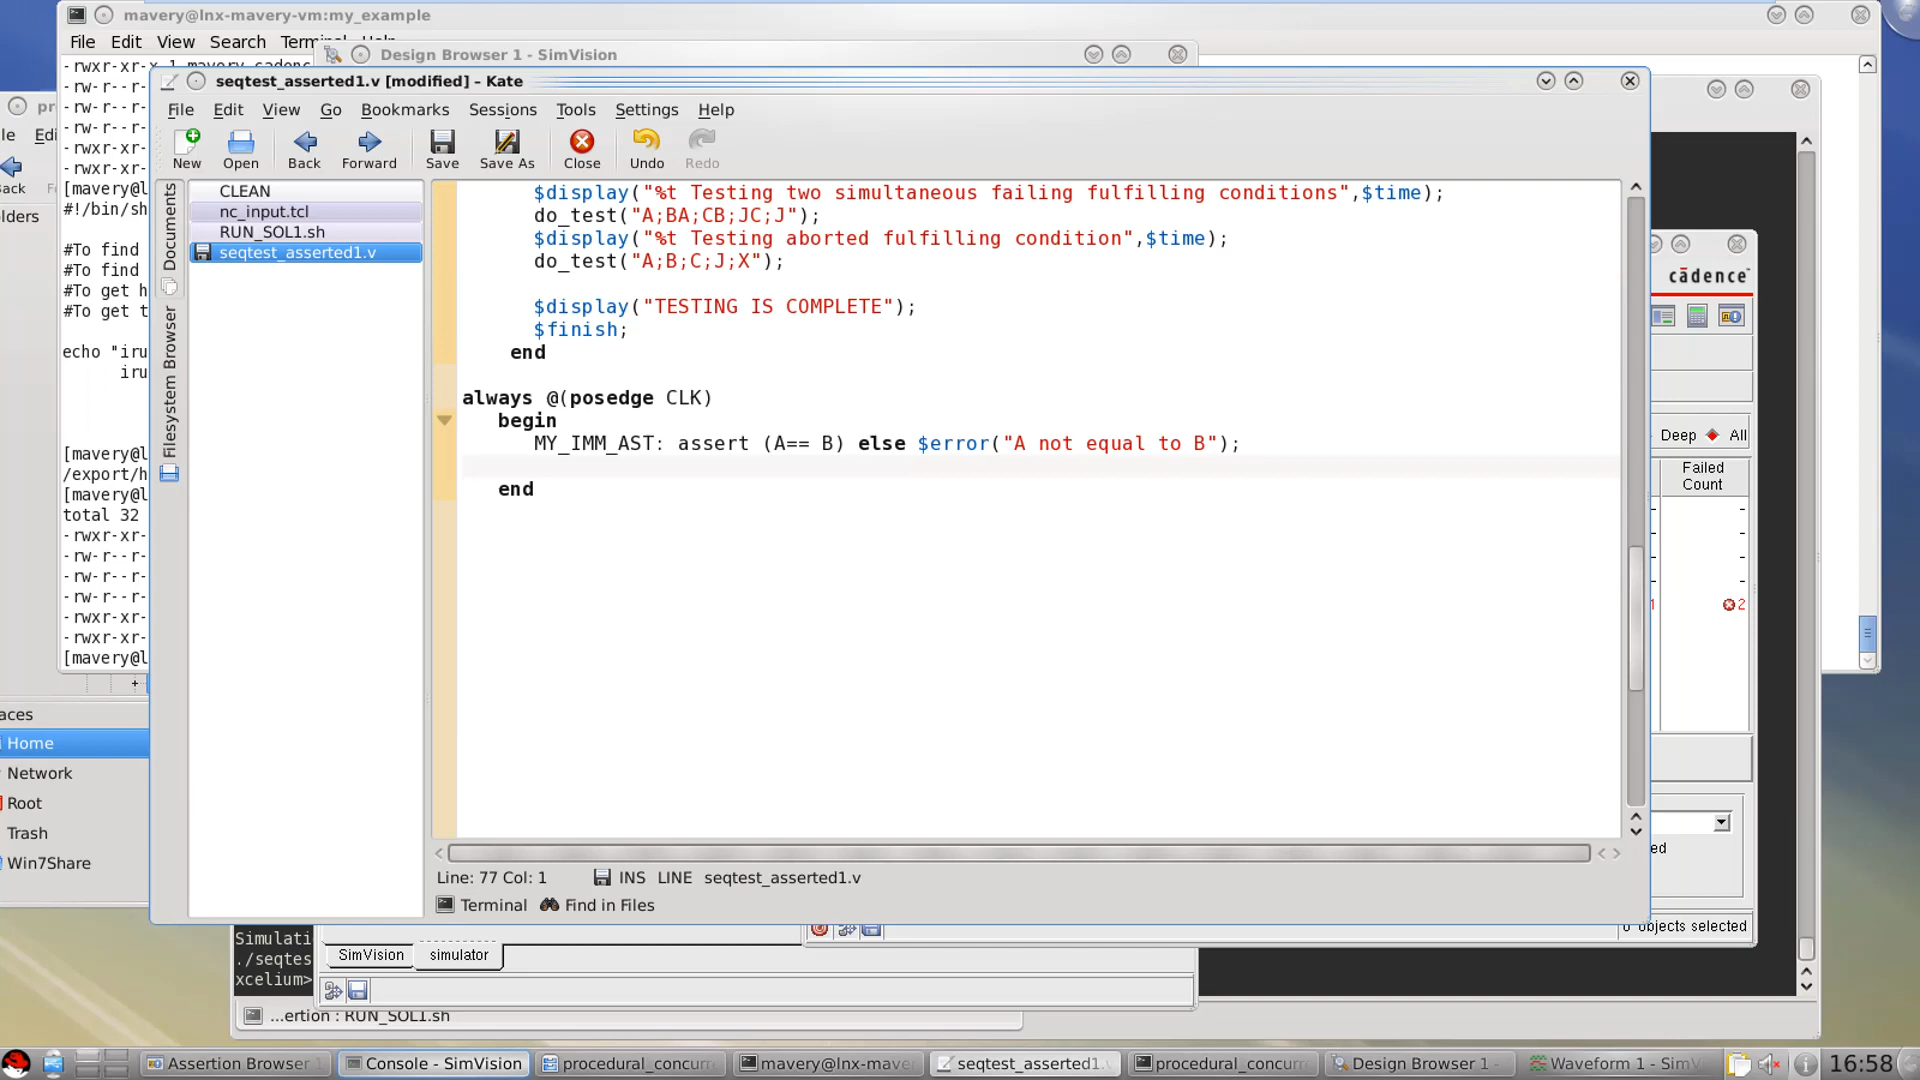 mavery@lnx-mavery-vm:my_example
File Edit View Search
Design Browser 1 - SimVision
seqtest_asserted1.v [modified] – Kate
File Edit View Go Bookmarks Sessions Tools Settings Help
New Open Back Forward Save Save As Close Undo Redo
Documents
Filesystem Browser
CLEAN
nc_input.tcl
RUN_SOL1.sh
seqtest_asserted1.v
$display("%t Testing two simultaneous failing fulfilling conditions",$time);
do_test("A;BA;CB;JC;J");
$display("%t Testing aborted fulfilling condition",$time);
do_test("A;B;C;J;X");
$display("TESTING IS COMPLETE");
$finish;
end
always @(posedge CLK)
begin
MY_IMM_AST: assert (A== B) else $error("A not equal to B");
end
Line: 77 Col: 1 INS LINE seqtest_asserted1.v
Terminal Find in Files
-rw-r--r-
-rw-r--r-
-rw-r--r-
-rwxr-xr-
-rwxr-xr-
[mavery@l
#!/bin/sh
#To find
#To find
#To get h
#To get t
echo "iru
iru
[mavery@l
/export/h
[mavery@l
total 32
-rwxr-xr-
-rw-r--r-
-rw-r--r-
-rw-r--r-
-rwxr-xr-
-rwxr-xr-
[mavery@l
Home
Network
Root
Trash
Win7Share
cādence
Deep All
Failed
Count
-
-
-
-
2
0 objects selected
Simulati
./seqtes
xcelium>
SimVision simulator
...ertion : RUN_SOL1.sh
Assertion Browser
Console - SimVision
procedural_concurr
mavery@lnx-mave
seqtest_asserted1.
procedural_concurr
Design Browser 1 -
Waveform 1 - SimV
16:58